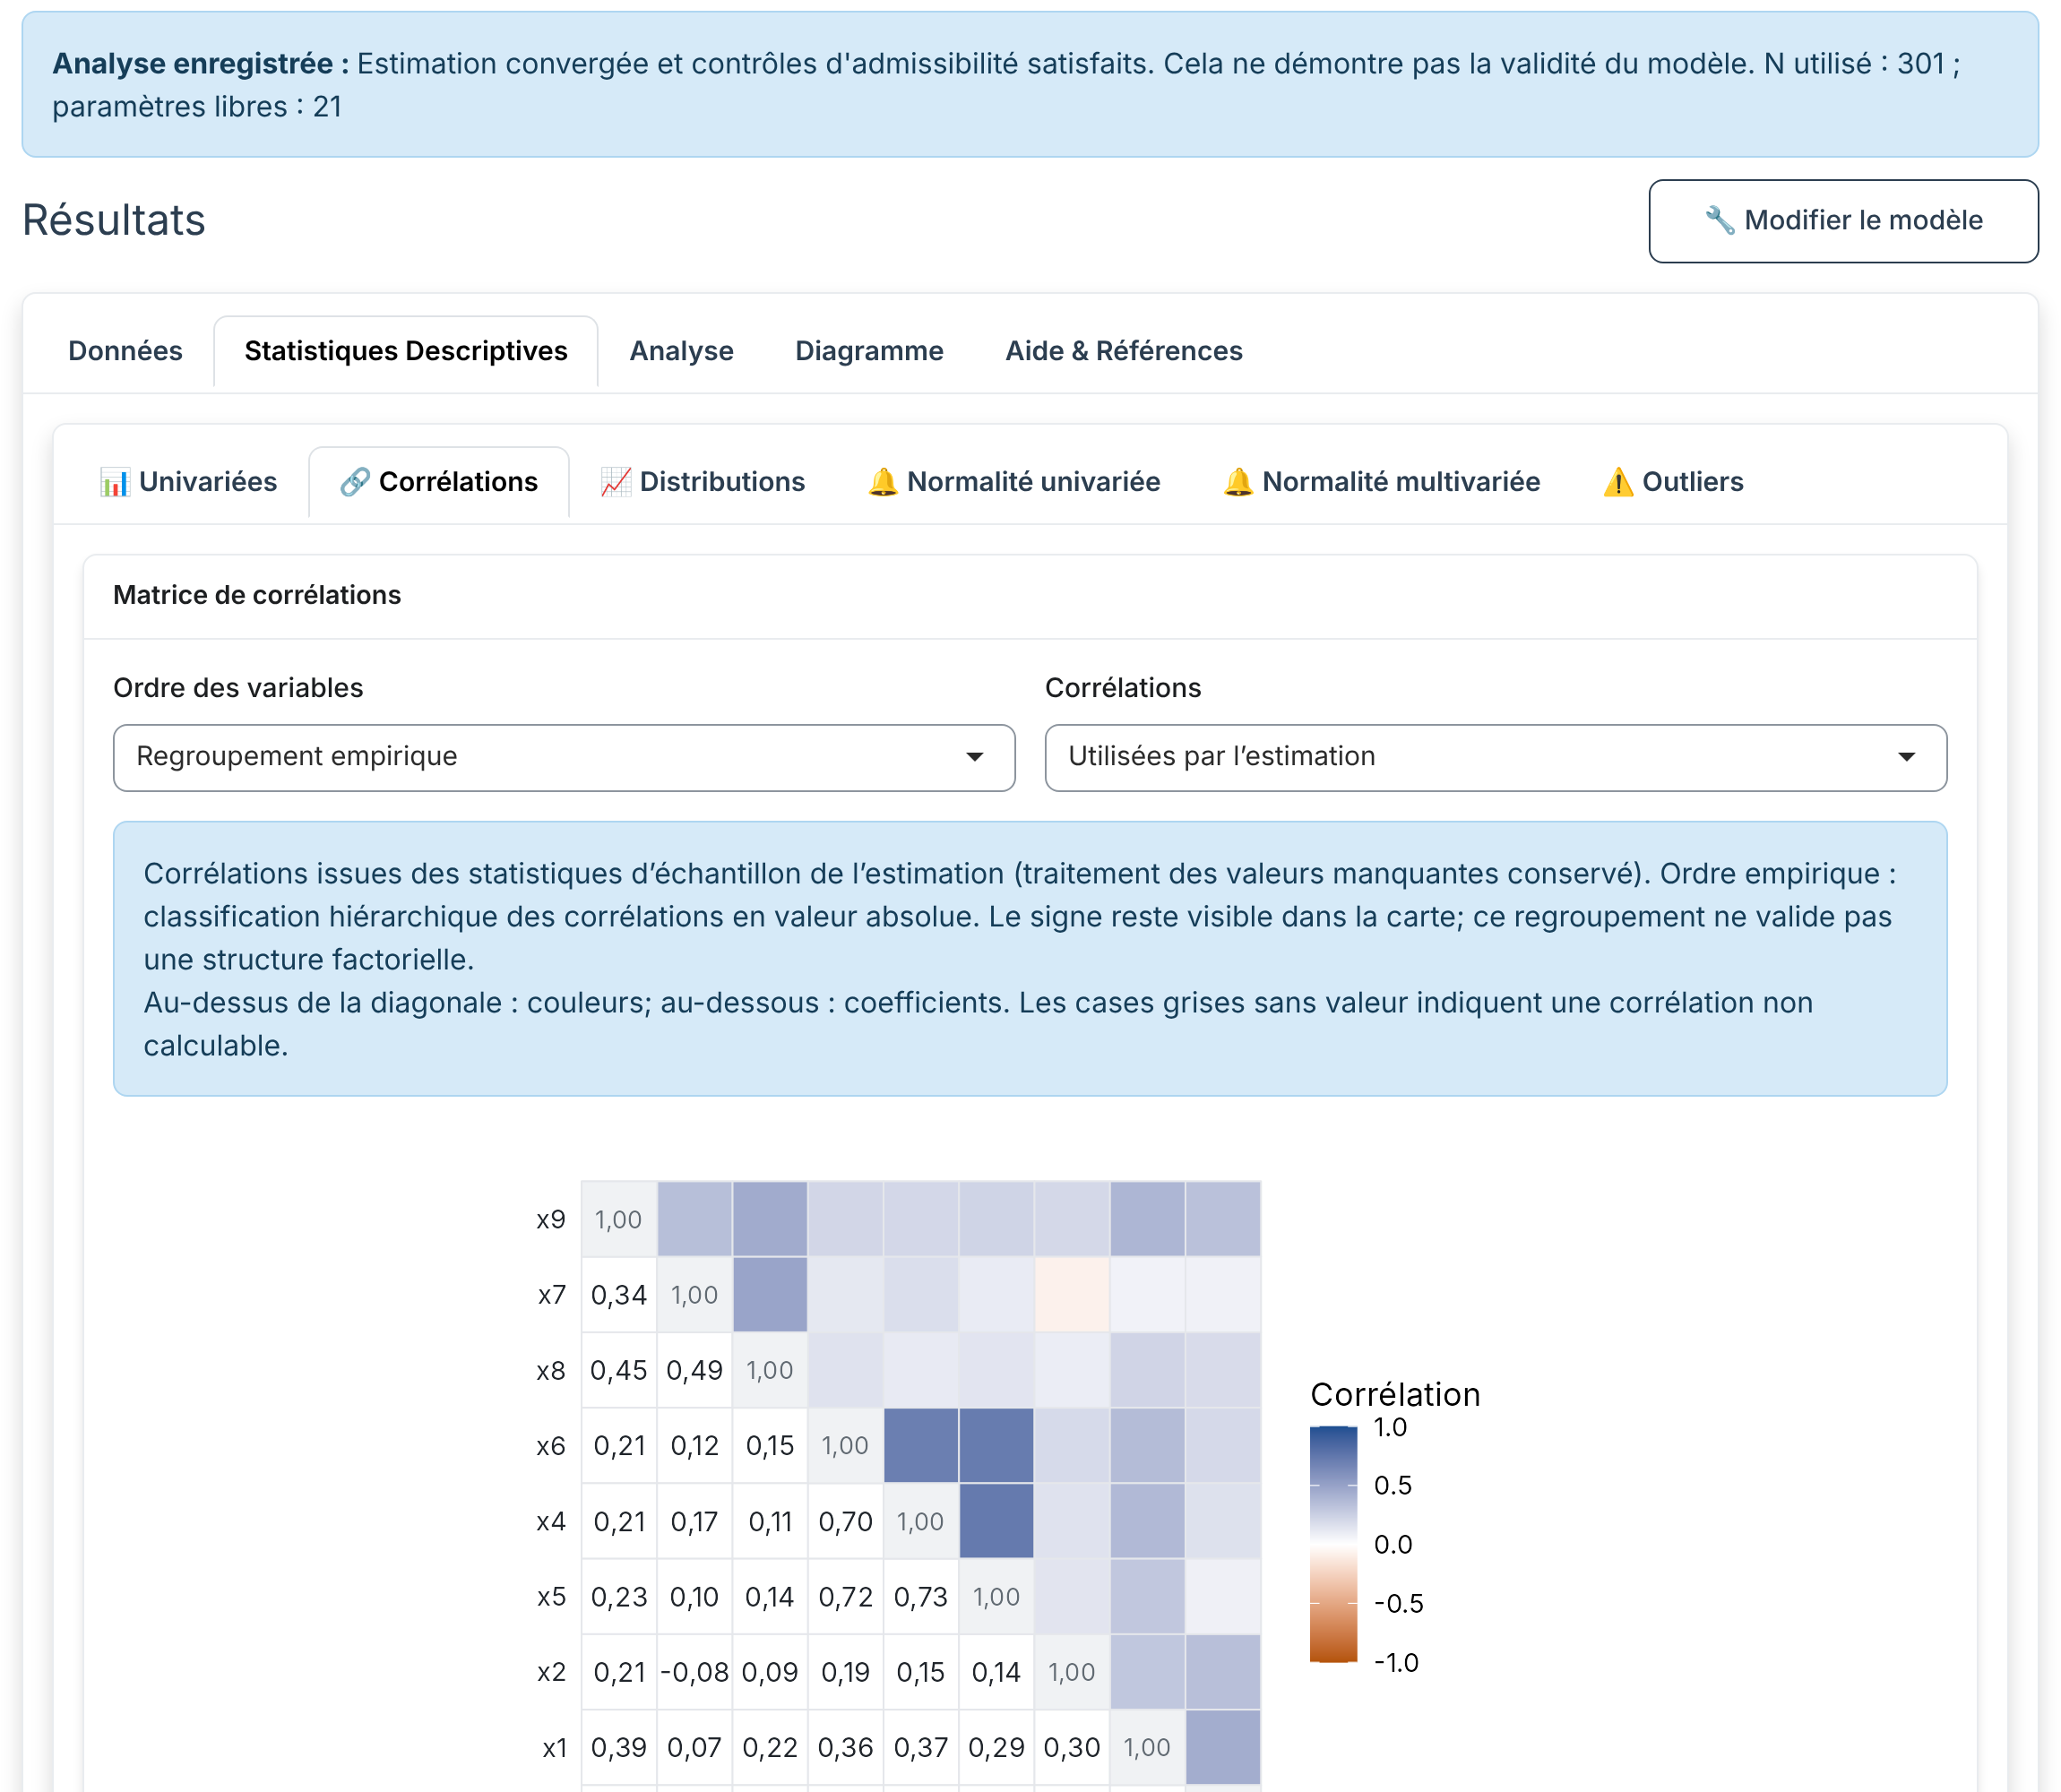 Analyse enregistrée : Estimation convergée et contrôles d'admissibilité satisfaits. Cela ne démontre pas la validité du modèle. N utilisé : 301 ;
paramètres libres : 21
Résultats
Modifier le modèle
Données Statistiques Descriptives Analyse Diagramme Aide & Références
Univariées Corrélations Distributions Normalité univariée Normalité multivariée Outliers
Matrice de corrélations
Ordre des variables Corrélations
Regroupement empirique Utilisées par l’estimation
Corrélations issues des statistiques d’échantillon de l’estimation (traitement des valeurs manquantes conservé). Ordre empirique :
classification hiérarchique des corrélations en valeur absolue. Le signe reste visible dans la carte; ce regroupement ne valide pas
une structure factorielle.
Au-dessus de la diagonale : couleurs; au-dessous : coefficients. Les cases grises sans valeur indiquent une corrélation non
calculable.
x9 1,00
x7 0,34 1,00
x8 0,45 0,49 1,00
x6 0,21 0,12 0,15 1,00
x4 0,21 0,17 0,11 0,70 1,00
x5 0,23 0,10 0,14 0,72 0,73 1,00
x2 0,21 -0,08 0,09 0,19 0,15 0,14 1,00
x1 0,39 0,07 0,22 0,36 0,37 0,29 0,30 1,00
Corrélation
1.0
0.5
0.0
-0.5
-1.0